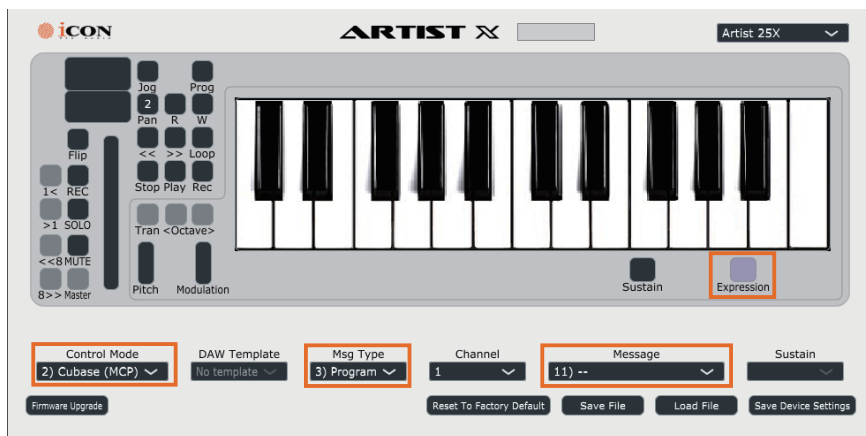 iCON
PRO AUDIO
ARTIST X
Artist 25X
Jog Prog
2
Pan R W
Flip
<< >> Loop
1< REC
Stop Play Rec
>1 SOLO
Tran <Octave>
<<8 MUTE
8>> Master
Pitch Modulation
Sustain
Expression
Control Mode DAW Template Msg Type Channel Message Sustain
2) Cubase (MCP) No template 3) Program 1 11) --
Firmware Upgrade Reset To Factory Default Save File Load File Save Device Settings